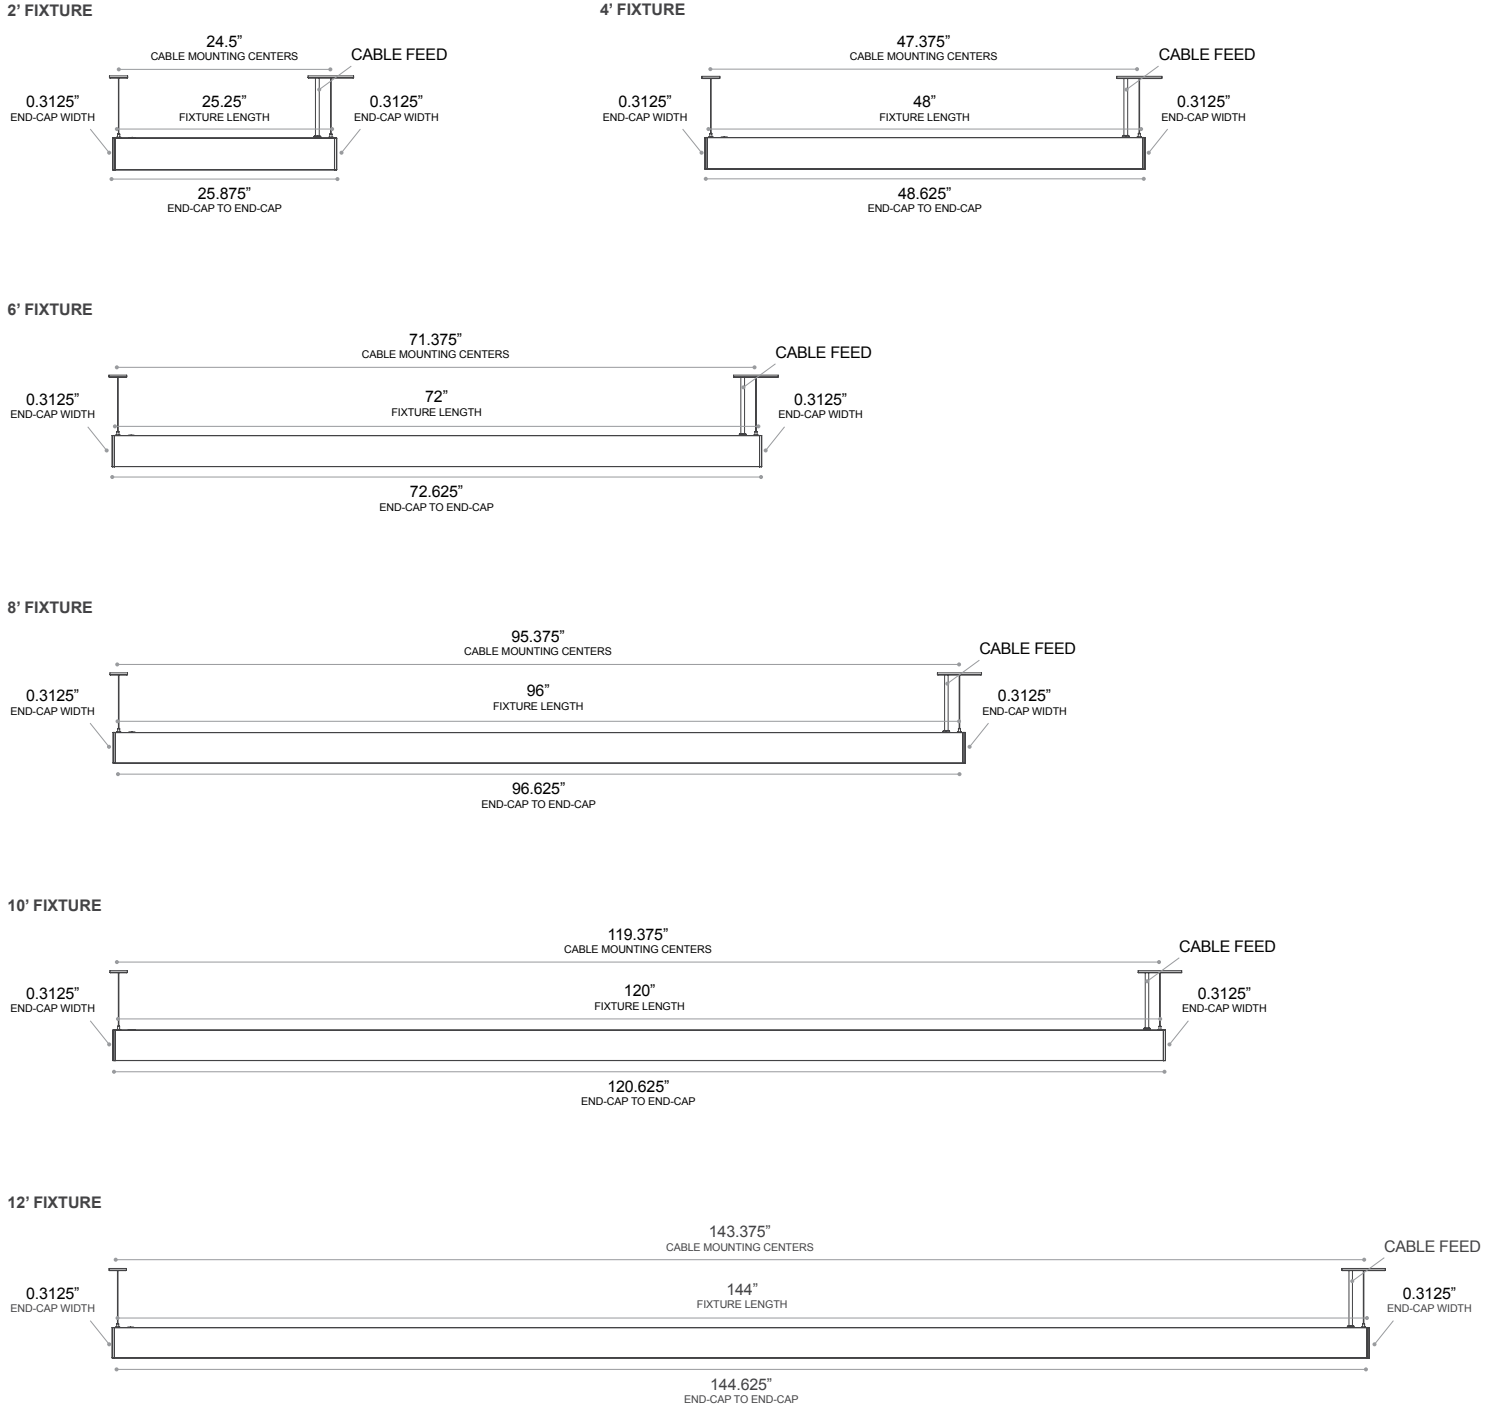 2’ FIXTURE
24.5”
CABLE MOUNTING CENTERS
CABLE FEED
0.3125”
END-CAP WIDTH
25.25”
FIXTURE LENGTH
0.3125”
END-CAP WIDTH
25.875”
END-CAP TO END-CAP
4’ FIXTURE
47.375”
CABLE MOUNTING CENTERS
CABLE FEED
0.3125”
END-CAP WIDTH
48”
FIXTURE LENGTH
0.3125”
END-CAP WIDTH
48.625”
END-CAP TO END-CAP
6’ FIXTURE
71.375”
CABLE MOUNTING CENTERS
CABLE FEED
0.3125”
END-CAP WIDTH
72”
FIXTURE LENGTH
0.3125”
END-CAP WIDTH
72.625”
END-CAP TO END-CAP
8’ FIXTURE
95.375”
CABLE MOUNTING CENTERS
CABLE FEED
0.3125”
END-CAP WIDTH
96”
FIXTURE LENGTH
0.3125”
END-CAP WIDTH
96.625”
END-CAP TO END-CAP
10’ FIXTURE
119.375”
CABLE MOUNTING CENTERS
CABLE FEED
0.3125”
END-CAP WIDTH
120”
FIXTURE LENGTH
0.3125”
END-CAP WIDTH
120.625”
END-CAP TO END-CAP
12’ FIXTURE
143.375”
CABLE MOUNTING CENTERS
CABLE FEED
0.3125”
END-CAP WIDTH
144”
FIXTURE LENGTH
0.3125”
END-CAP WIDTH
144.625”
END-CAP TO END-CAP